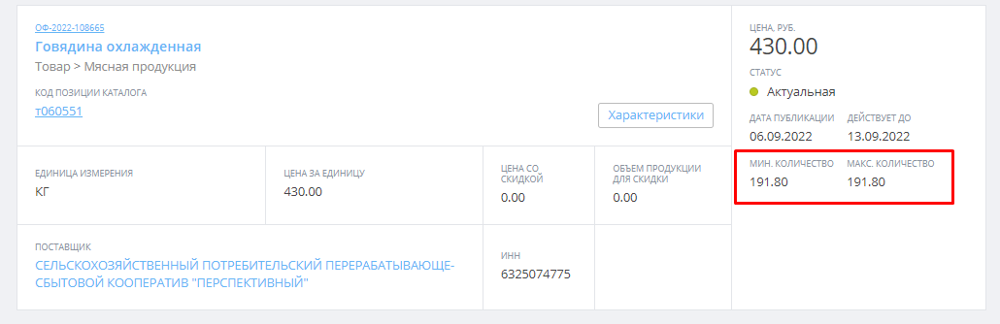 ОФ-2022-108665
Говядина охлажденная
Товар > Мясная продукция
КОД ПОЗИЦИИ КАТАЛОГА
т060551
Характеристики
ЦЕНА, РУБ.
430.00
СТАТУС
Актуальная
ДАТА ПУБЛИКАЦИИ
06.09.2022
ДЕЙСТВУЕТ ДО
13.09.2022
МИН. КОЛИЧЕСТВО
191.80
МАКС. КОЛИЧЕСТВО
191.80
ЕДИНИЦА ИЗМЕРЕНИЯ
КГ
ЦЕНА ЗА ЕДИНИЦУ
430.00
ЦЕНА СО
СКИДКОЙ
0.00
ОБЪЕМ ПРОДУКЦИИ
ДЛЯ СКИДКИ
0.00
ПОСТАВЩИК
СЕЛЬСКОХОЗЯЙСТВЕННЫЙ ПОТРЕБИТЕЛЬСКИЙ ПЕРЕРАБАТЫВАЮЩЕ-
СБЫТОВОЙ КООПЕРАТИВ "ПЕРСПЕКТИВНЫЙ"
ИНН
6325074775